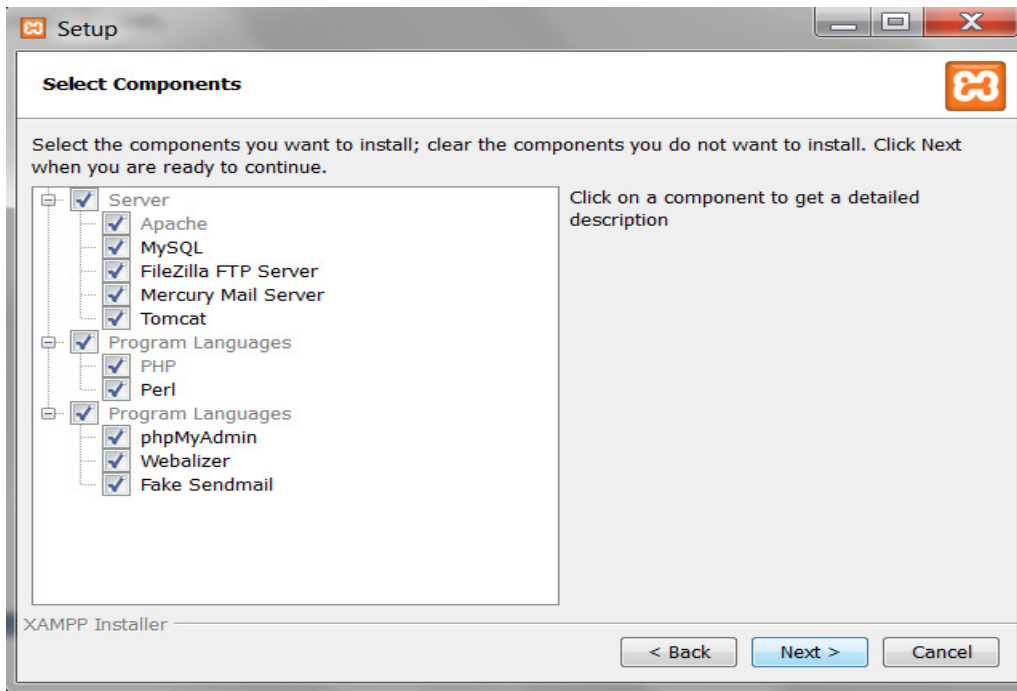 Setup
Select Components
Select the components you want to install; clear the components you do not want to install. Click Next
when you are ready to continue.
Server
Apache
MySQL
FileZilla FTP Server
Mercury Mail Server
Tomcat
Program Languages
PHP
Perl
Program Languages
phpMyAdmin
Webalizer
Fake Sendmail
Click on a component to get a detailed
description
XAMPP Installer
< Back
Next >
Cancel